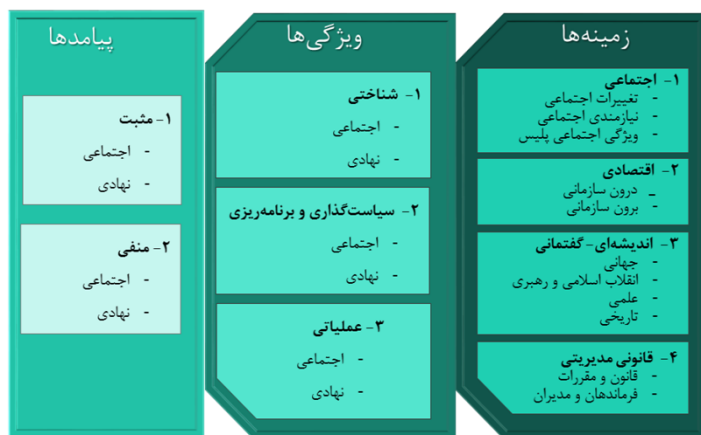 زمینه‌ها
۱- اجتماعی
- تغییرات اجتماعی
- نیازمندی اجتماعی
- ویژگی اجتماعی پلیس
۲- اقتصادی
- درون سازمانی
- برون سازمانی
۳- اندیشه‌ای-گفتمانی
- جهانی
- انقلاب اسلامی و رهبری
- علمی
- تاریخی
۴- قانونی مدیریتی
- قانون و مقررات
- فرماندهان و مدیران
ویژگی‌ها
۱- شناختی
- اجتماعی
- نهادی
۲- سیاست‌گذاری و برنامه‌ریزی
- اجتماعی
- نهادی
۳- عملیاتی
- اجتماعی
- نهادی
پیامدها
۱- مثبت
- اجتماعی
- نهادی
۲- منفی
- اجتماعی
- نهادی